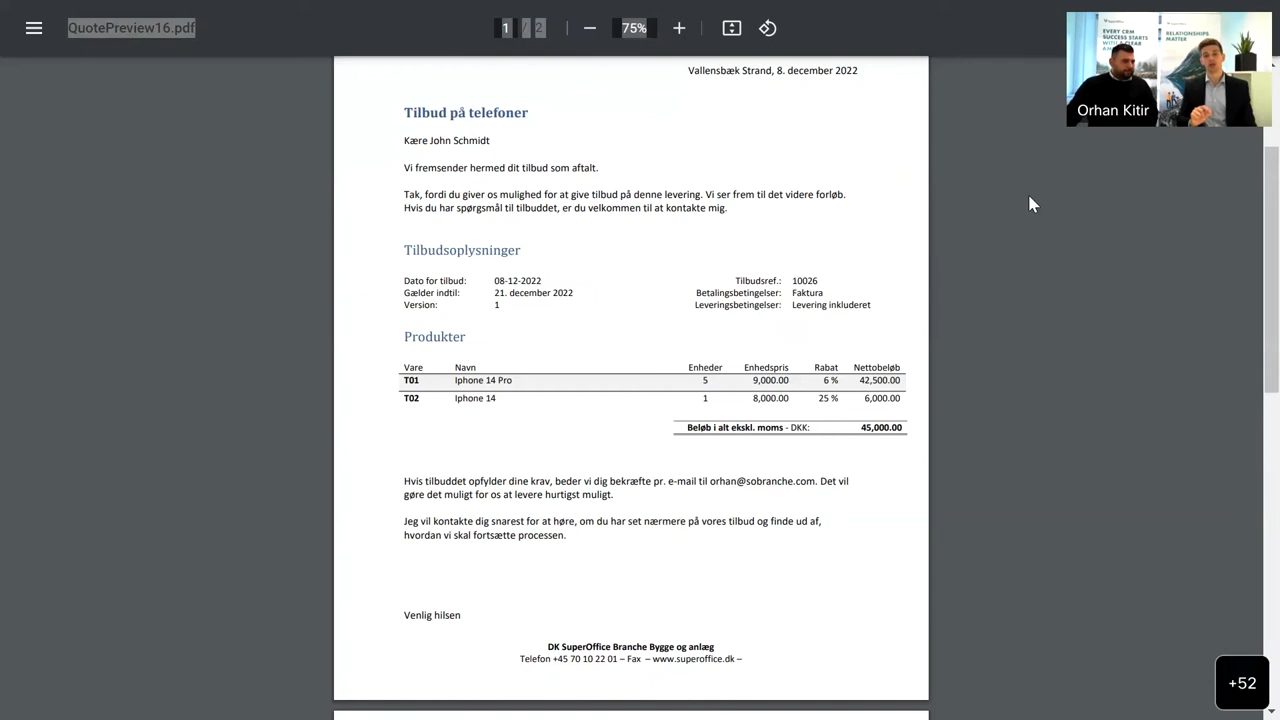 QuotePreview16.pdf
1 / 2
75%
EVERY CRM
SUCCESS STARTS
WITH A CLEAR
RELATIONSHIPS
MATTER
Orhan Kitir
Vallensbæk Strand, 8. december 2022
Tilbud på telefoner
Kære John Schmidt
Vi fremsender hermed dit tilbud som aftalt.
Tak, fordi du giver os mulighed for at give tilbud på denne levering. Vi ser frem til det videre forløb.
Hvis du har spørgsmål til tilbuddet, er du velkommen til at kontakte mig.
Tilbudsoplysninger
Dato for tilbud: 08-12-2022 Tilbudsref.: 10026
Gælder indtil: 21. december 2022 Betalingsbetingelser: Faktura
Version: 1 Leveringsbetingelser: Levering inkluderet
Produkter
Vare Navn Enheder Enhedspris Rabat Nettobeløb
T01 Iphone 14 Pro 5 9,000.00 6 % 42,500.00
T02 Iphone 14 1 8,000.00 25 % 6,000.00
Beløb i alt ekskl. moms - DKK: 45,000.00
Hvis tilbuddet opfylder dine krav, beder vi dig bekræfte pr. e-mail til orhan@sobranche.com. Det vil
gøre det muligt for os at levere hurtigst muligt.
Jeg vil kontakte dig snarest for at høre, om du har set nærmere på vores tilbud og finde ud af,
hvordan vi skal fortsætte processen.
Venlig hilsen
DK SuperOffice Branche Bygge og anlæg
Telefon +45 70 10 22 01 – Fax – www.superoffice.dk –
+52